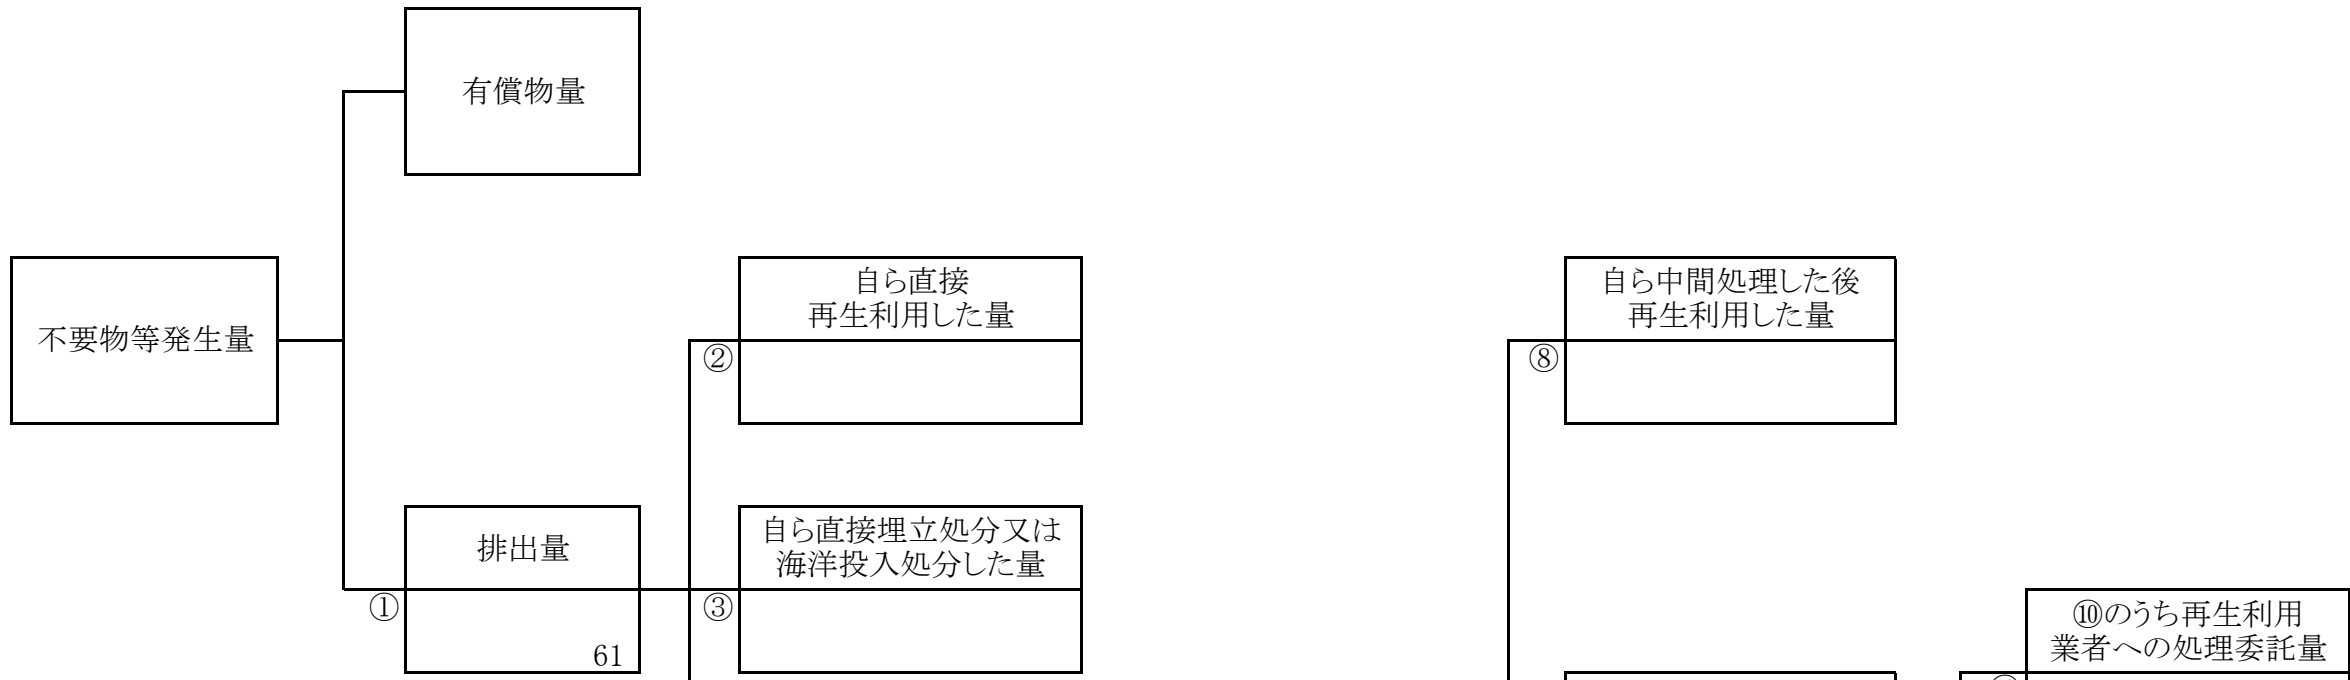 有償物量
不要物等発生量
自ら直接
再生利用した量
②
自ら中間処理した後
再生利用した量
⑧
排出量
①
61
自ら直接埋立処分又は
海洋投入処分した量
③
⑩のうち再生利用
業者への処理委託量